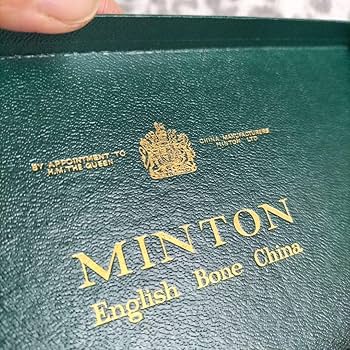 BY APPOINTMENT TO
H.M. THE QUEEN
CHINA MANUFACTURERS
MINTON LTD
MINTON
English Bone China